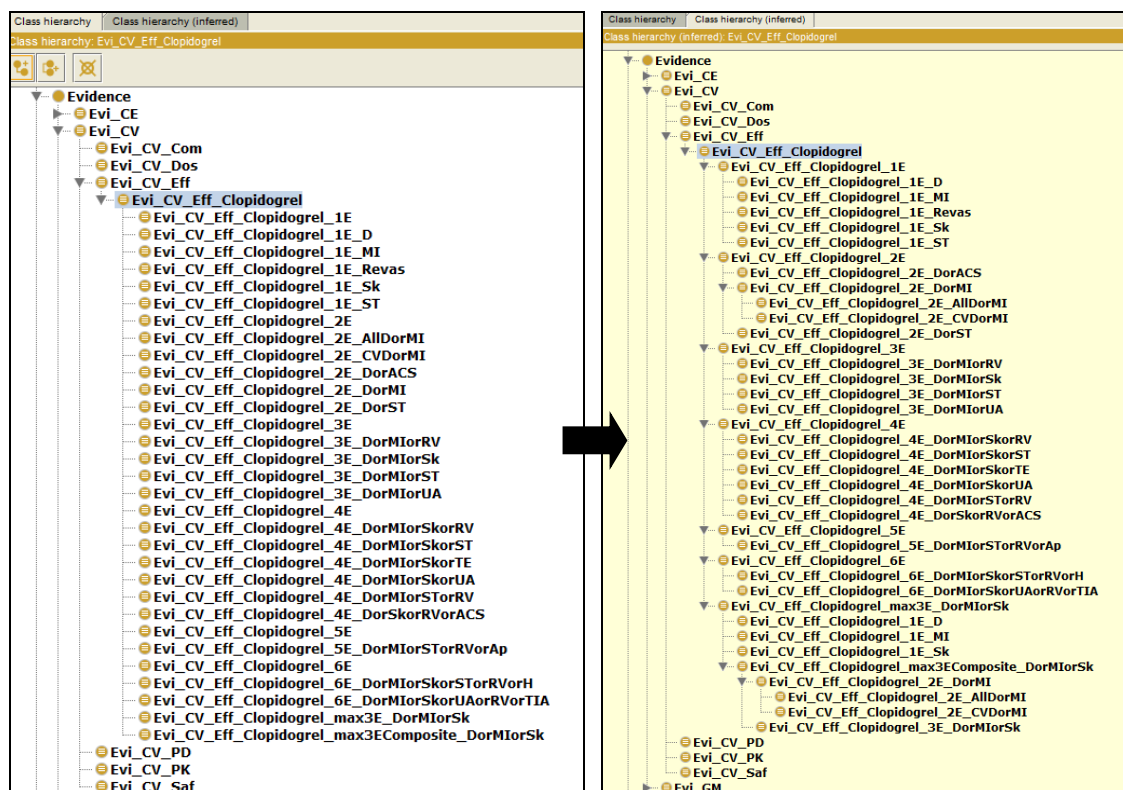 Class hierarchy Class hierarchy (inferred)
Class hierarchy: Evi_CV_Eff_Clopidogrel
Evidence
Evi_CE
Evi_CV
Evi_CV_Com
Evi_CV_Dos
Evi_CV_Eff
Evi_CV_Eff_Clopidogrel
Evi_CV_Eff_Clopidogrel_1E
Evi_CV_Eff_Clopidogrel_1E_D
Evi_CV_Eff_Clopidogrel_1E_MI
Evi_CV_Eff_Clopidogrel_1E_Revas
Evi_CV_Eff_Clopidogrel_1E_Sk
Evi_CV_Eff_Clopidogrel_1E_ST
Evi_CV_Eff_Clopidogrel_2E
Evi_CV_Eff_Clopidogrel_2E_AllDorMI
Evi_CV_Eff_Clopidogrel_2E_CVDorMI
Evi_CV_Eff_Clopidogrel_2E_DorACS
Evi_CV_Eff_Clopidogrel_2E_DorMI
Evi_CV_Eff_Clopidogrel_2E_DorST
Evi_CV_Eff_Clopidogrel_3E
Evi_CV_Eff_Clopidogrel_3E_DorMIorRV
Evi_CV_Eff_Clopidogrel_3E_DorMIorSk
Evi_CV_Eff_Clopidogrel_3E_DorMIorST
Evi_CV_Eff_Clopidogrel_3E_DorMIorUA
Evi_CV_Eff_Clopidogrel_4E
Evi_CV_Eff_Clopidogrel_4E_DorMIorSkorRV
Evi_CV_Eff_Clopidogrel_4E_DorMIorSkorST
Evi_CV_Eff_Clopidogrel_4E_DorMIorSkorTE
Evi_CV_Eff_Clopidogrel_4E_DorMIorSkorUA
Evi_CV_Eff_Clopidogrel_4E_DorMIorSTorRV
Evi_CV_Eff_Clopidogrel_4E_DorSkorRVorACS
Evi_CV_Eff_Clopidogrel_5E
Evi_CV_Eff_Clopidogrel_5E_DorMIorSTorRVorAp
Evi_CV_Eff_Clopidogrel_6E
Evi_CV_Eff_Clopidogrel_6E_DorMIorSkorSTorRVorH
Evi_CV_Eff_Clopidogrel_6E_DorMIorSkorUAorRVorTIA
Evi_CV_Eff_Clopidogrel_max3E_DorMIorSk
Evi_CV_Eff_Clopidogrel_max3EComposite_DorMIorSk
Evi_CV_PD
Evi_CV_PK
Evi_CV_Saf
Class hierarchy Class hierarchy (inferred)
Class hierarchy (inferred): Evi_CV_Eff_Clopidogrel
Evidence
Evi_CE
Evi_CV
Evi_CV_Com
Evi_CV_Dos
Evi_CV_Eff
Evi_CV_Eff_Clopidogrel
Evi_CV_Eff_Clopidogrel_1E
Evi_CV_Eff_Clopidogrel_1E_D
Evi_CV_Eff_Clopidogrel_1E_MI
Evi_CV_Eff_Clopidogrel_1E_Revas
Evi_CV_Eff_Clopidogrel_1E_Sk
Evi_CV_Eff_Clopidogrel_1E_ST
Evi_CV_Eff_Clopidogrel_2E
Evi_CV_Eff_Clopidogrel_2E_DorACS
Evi_CV_Eff_Clopidogrel_2E_DorMI
Evi_CV_Eff_Clopidogrel_2E_AllDorMI
Evi_CV_Eff_Clopidogrel_2E_CVDorMI
Evi_CV_Eff_Clopidogrel_2E_DorST
Evi_CV_Eff_Clopidogrel_3E
Evi_CV_Eff_Clopidogrel_3E_DorMIorRV
Evi_CV_Eff_Clopidogrel_3E_DorMIorSk
Evi_CV_Eff_Clopidogrel_3E_DorMIorST
Evi_CV_Eff_Clopidogrel_3E_DorMIorUA
Evi_CV_Eff_Clopidogrel_4E
Evi_CV_Eff_Clopidogrel_4E_DorMIorSkorRV
Evi_CV_Eff_Clopidogrel_4E_DorMIorSkorST
Evi_CV_Eff_Clopidogrel_4E_DorMIorSkorTE
Evi_CV_Eff_Clopidogrel_4E_DorMIorSkorUA
Evi_CV_Eff_Clopidogrel_4E_DorMIorSTorRV
Evi_CV_Eff_Clopidogrel_4E_DorSkorRVorACS
Evi_CV_Eff_Clopidogrel_5E
Evi_CV_Eff_Clopidogrel_5E_DorMIorSTorRVorAp
Evi_CV_Eff_Clopidogrel_6E
Evi_CV_Eff_Clopidogrel_6E_DorMIorSkorSTorRVorH
Evi_CV_Eff_Clopidogrel_6E_DorMIorSkorUAorRVorTIA
Evi_CV_Eff_Clopidogrel_max3E_DorMIorSk
Evi_CV_Eff_Clopidogrel_1E_D
Evi_CV_Eff_Clopidogrel_1E_MI
Evi_CV_Eff_Clopidogrel_1E_Sk
Evi_CV_Eff_Clopidogrel_max3EComposite_DorMIorSk
Evi_CV_Eff_Clopidogrel_2E_DorMI
Evi_CV_Eff_Clopidogrel_2E_AllDorMI
Evi_CV_Eff_Clopidogrel_2E_CVDorMI
Evi_CV_Eff_Clopidogrel_3E_DorMIorSk
Evi_CV_PD
Evi_CV_PK
Evi_CV_Saf
Evi_GM